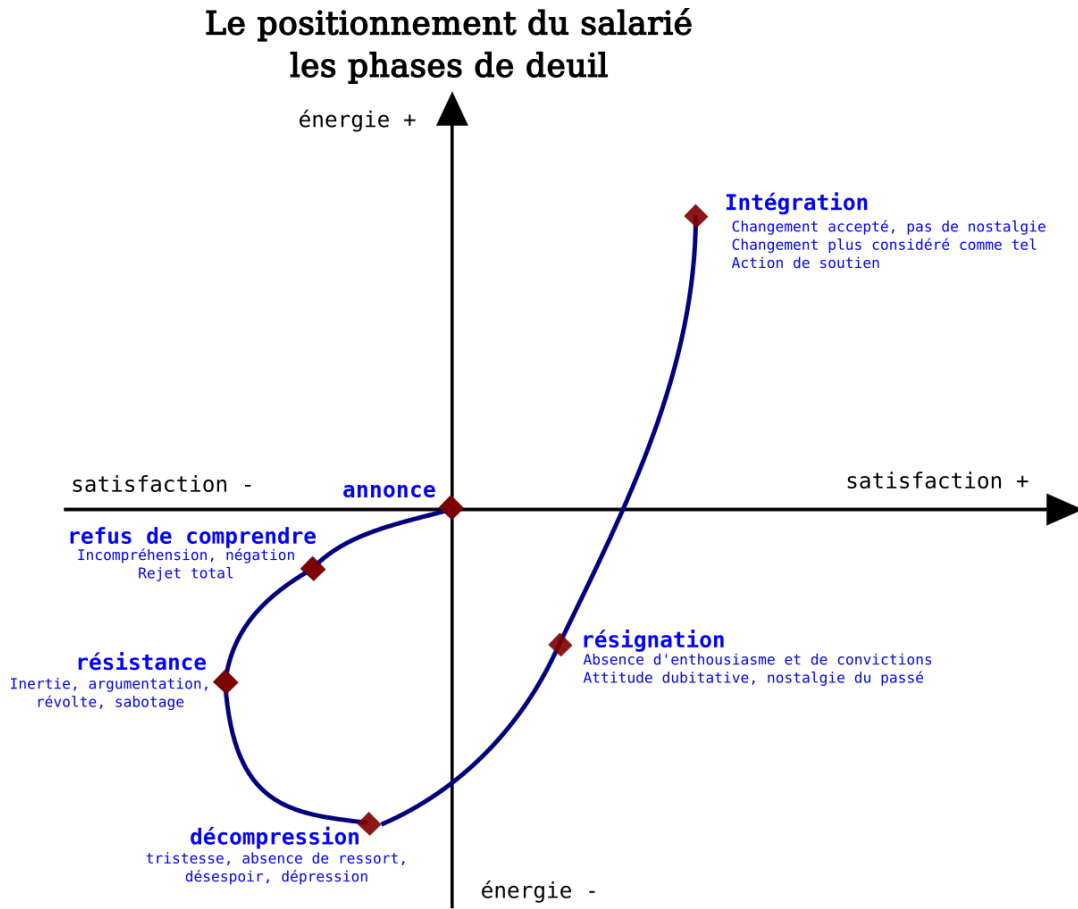 Le positionnement du salarié
les phases de deuil
énergie +
Intégration
Changement accepté, pas de nostalgie
Changement plus considéré comme tel
Action de soutien
satisfaction -
annonce
satisfaction +
refus de comprendre
Incompréhension, négation
Rejet total
résistance
Inertie, argumentation,
révolte, sabotage
résignation
Absence d'enthousiasme et de convictions
Attitude dubitative, nostalgie du passé
décompression
tristesse, absence de ressort,
désespoir, dépression
énergie -